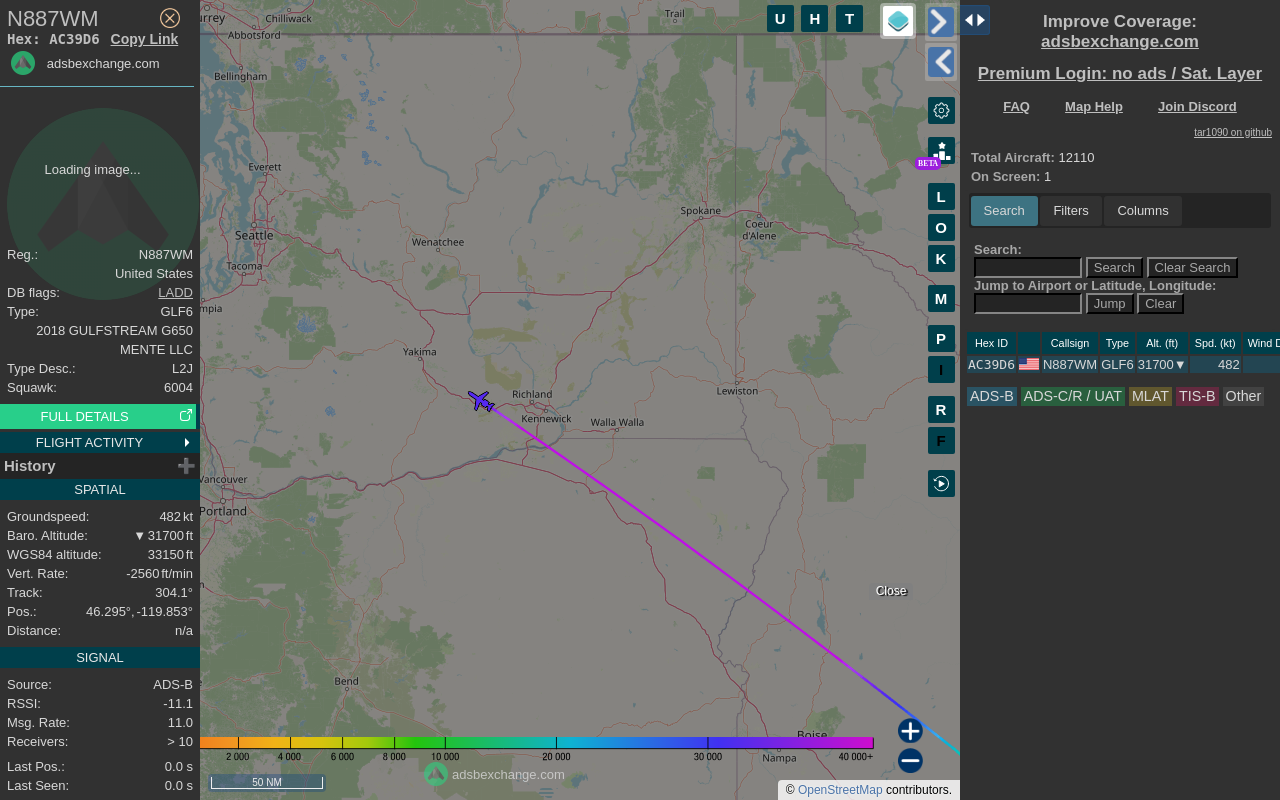 N887WM
Hex: AC39D6 Copy Link
adsbexchange.com
Loading image...
Reg.: N887WM
United States
DB flags: LADD
Type: GLF6
2018 GULFSTREAM G650
MENTE LLC
Type Desc.: L2J
Squawk: 6004
FULL DETAILS
FLIGHT ACTIVITY
History
SPATIAL
Groundspeed: 482 kt
Baro. Altitude: ▼ 31700 ft
WGS84 altitude: 33150 ft
Vert. Rate: -2560 ft/min
Track: 304.1°
Pos.: 46.295°, -119.853°
Distance: n/a
SIGNAL
Source: ADS-B
RSSI: -11.1
Msg. Rate: 11.0
Receivers: > 10
Last Pos.: 0.0 s
Last Seen: 0.0 s
urrey
Chilliwack
Abbotsford
Trail
Bellingham
Everett
Seattle
Tacoma
mpia
Wenatchee
Spokane
Coeur
d'Alene
Yakima
Richland
Kennewick
Walla Walla
Lewiston
Vancouver
Portland
Bend
Boise
Nampa
U H T
BETA
L
O
K
M
P
I
R
F
Close
2 000 4 000 6 000 8 000 10 000 20 000 30 000 40 000+
50 NM
adsbexchange.com
© OpenStreetMap contributors.
Improve Coverage:
adsbexchange.com
Premium Login: no ads / Sat. Layer
FAQ Map Help Join Discord
tar1090 on github
Total Aircraft: 12110
On Screen: 1
Search Filters Columns
Search:
Search Clear Search
Jump to Airport or Latitude, Longitude:
Jump Clear
Hex ID Callsign Type Alt. (ft) Spd. (kt) Wind D
AC39D6 N887WM GLF6 31700▼ 482
ADS-B ADS-C/R / UAT MLAT TIS-B Other